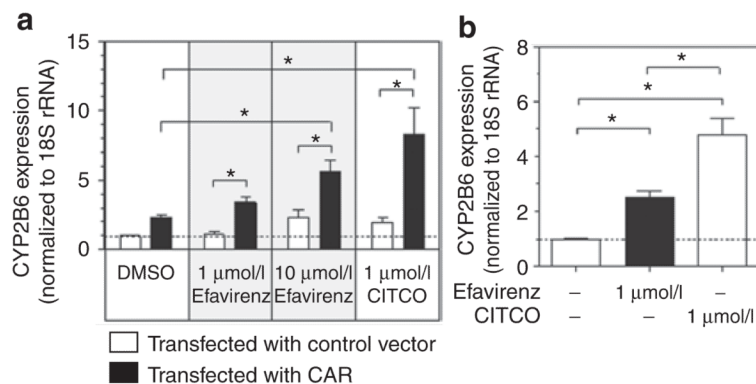 a
CYP2B6 expression
(normalized to 18S rRNA)
15
10
5
0
*
*
*
*
*
DMSO
1 μmol/l
Efavirenz
10 μmol/l
Efavirenz
1 μmol/l
CITCO
Transfected with control vector
Transfected with CAR
b
CYP2B6 expression
(normalized to 18S rRNA)
8
6
4
2
0
*
*
*
Efavirenz – 1 μmol/l –
CITCO – – 1 μmol/l